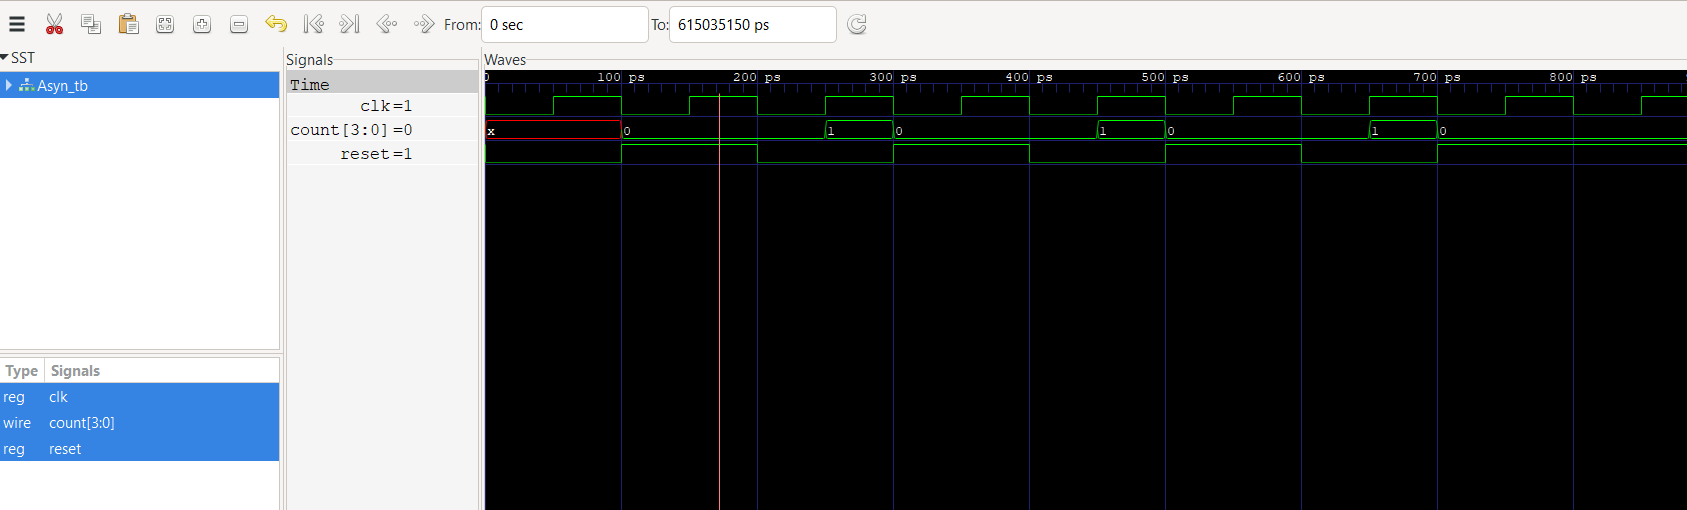 From: 0 sec To: 615035150 ps
SST
Asyn_tb
Type Signals
reg clk
wire count[3:0]
reg reset
Signals
Time
clk=1
count[3:0]=0
reset=1
Waves
0 100 ps 200 ps 300 ps 400 ps 500 ps 600 ps 700 ps 800 ps
x 0 1 0 1 0 1 0